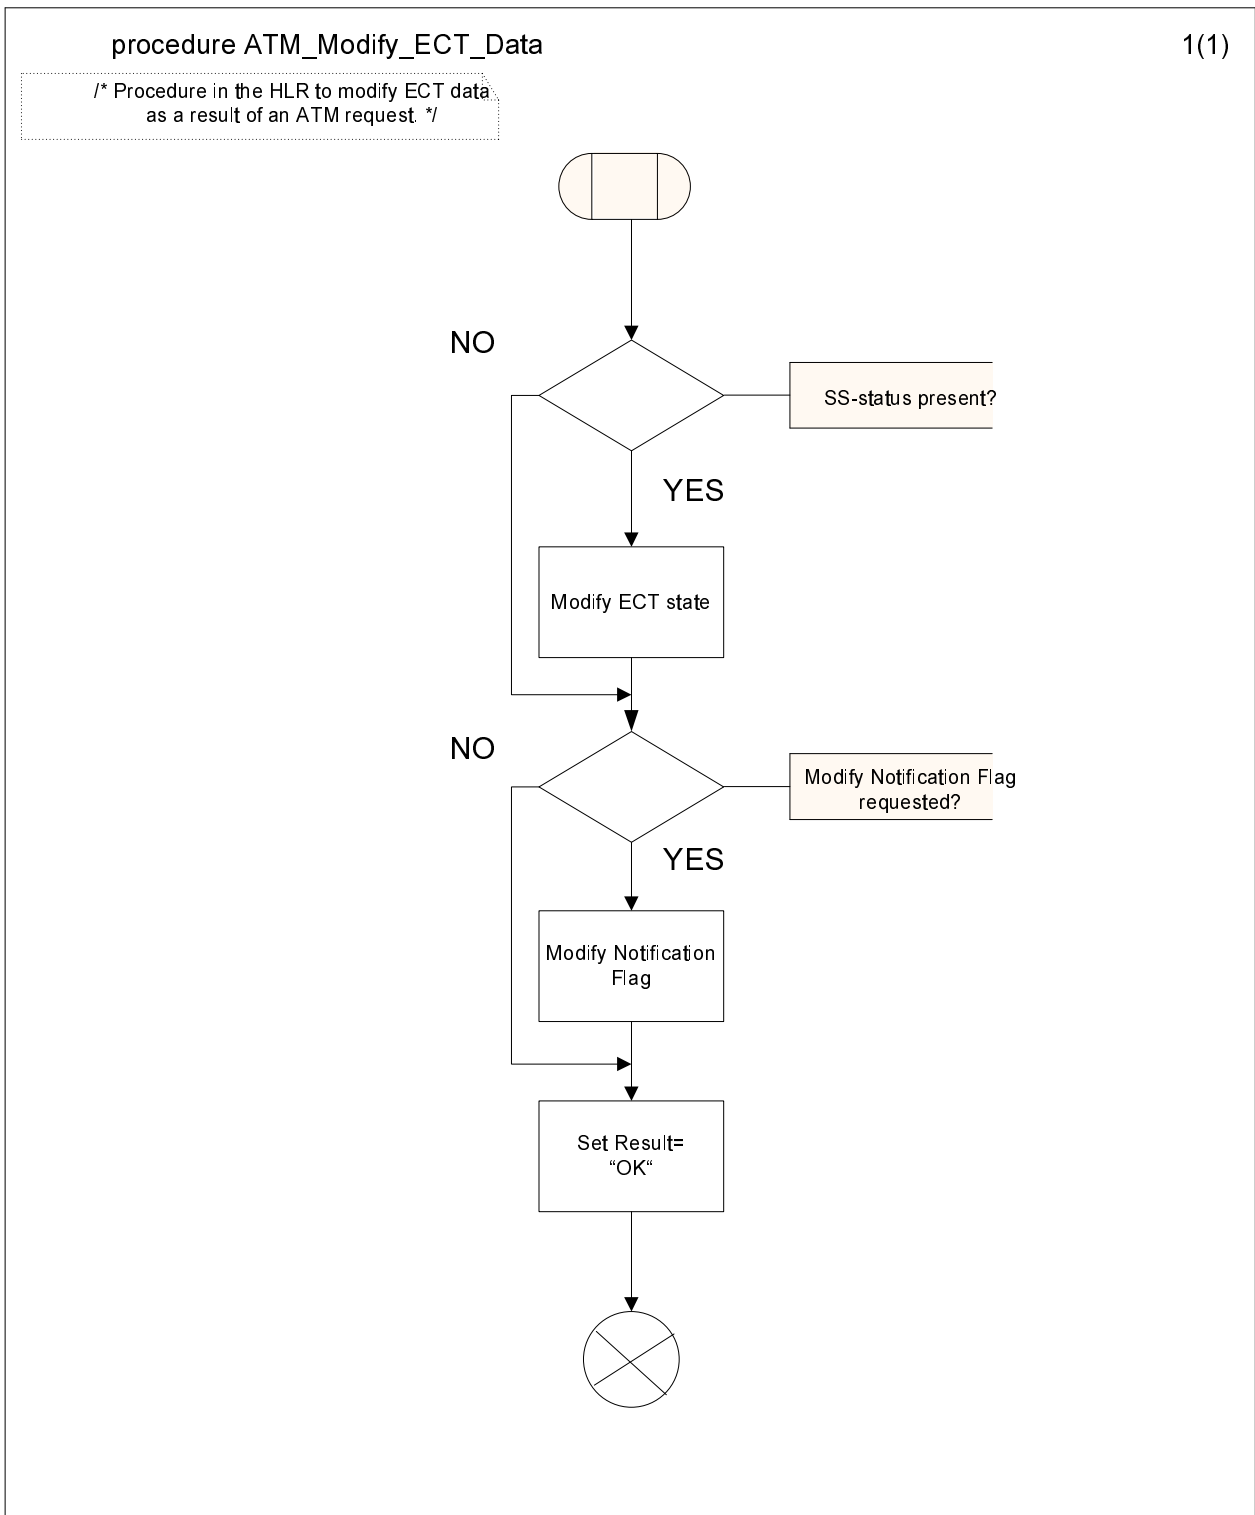 procedure ATM_Modify_ECT_Data
1(1)
/* Procedure in the HLR to modify ECT data
as a result of an ATM request. */
NO
SS-status present?
YES
Modify ECT state
NO
Modify Notification Flag
requested?
YES
Modify Notification
Flag
Set Result=
“OK“